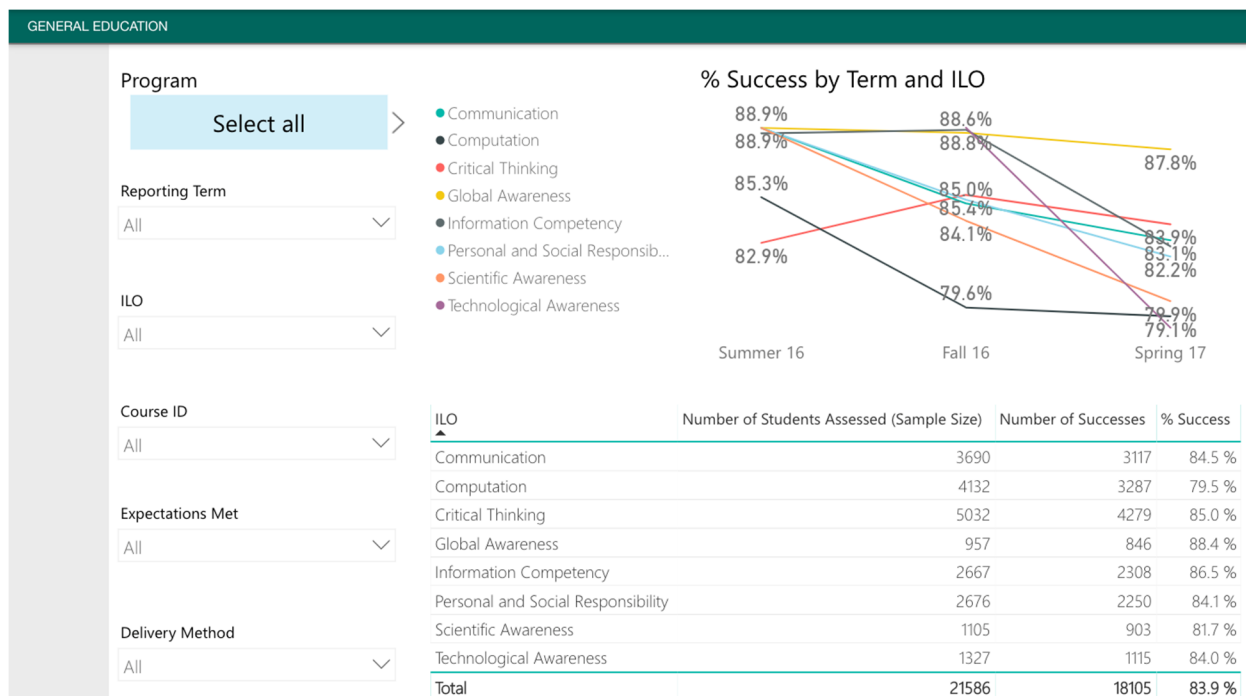 GENERAL EDUCATION
Program
Select all
Reporting Term
All
ILO
All
Course ID
All
Expectations Met
All
Delivery Method
All
Communication
Computation
Critical Thinking
Global Awareness
Information Competency
Personal and Social Responsib...
Scientific Awareness
Technological Awareness
% Success by Term and ILO
88.9%
88.9%
85.3%
82.9%
88.6%
88.8%
85.0%
85.4%
84.1%
79.6%
87.8%
83.9%
83.1%
82.2%
79.9%
79.1%
Summer 16 Fall 16 Spring 17
ILO Number of Students Assessed (Sample Size) Number of Successes % Success
Communication 3690 3117 84.5 %
Computation 4132 3287 79.5 %
Critical Thinking 5032 4279 85.0 %
Global Awareness 957 846 88.4 %
Information Competency 2667 2308 86.5 %
Personal and Social Responsibility 2676 2250 84.1 %
Scientific Awareness 1105 903 81.7 %
Technological Awareness 1327 1115 84.0 %
Total 21586 18105 83.9 %